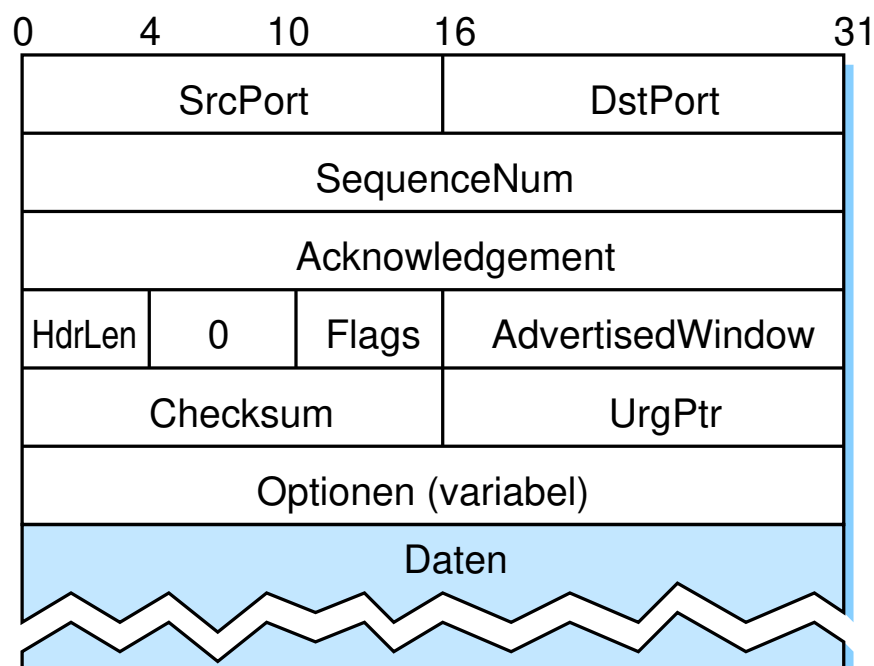 0 4 10 16 31
SrcPort DstPort
SequenceNum
Acknowledgement
HdrLen 0 Flags AdvertisedWindow
Checksum UrgPtr
Optionen (variabel)
Daten